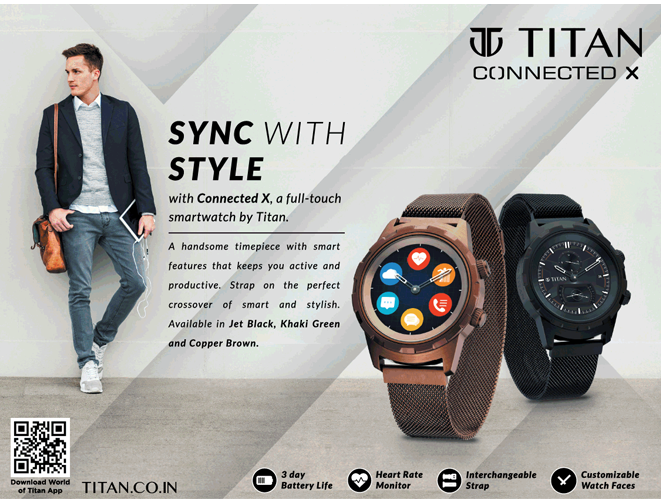 TITAN
CONNECTED X
SYNC WITH
STYLE
with Connected X, a full-touch
smartwatch by Titan.
A handsome timepiece with smart
features that keeps you active and
productive. Strap on the perfect
crossover of smart and stylish.
Available in Jet Black, Khaki Green
and Copper Brown.
TITAN
Download World
of Titan App
TITAN.CO.IN
3 day
Battery Life
Heart Rate
Monitor
Interchangeable
Strap
Customizable
Watch Faces